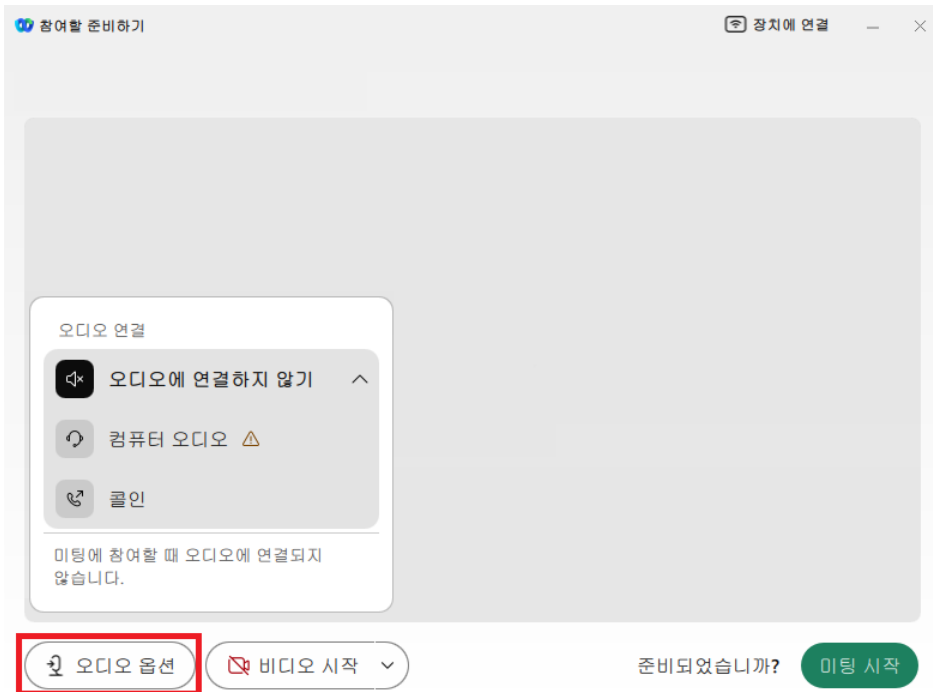 참여할 준비하기
장치에 연결
오디오 연결
오디오에 연결하지 않기
컴퓨터 오디오
콜인
미팅에 참여할 때 오디오에 연결되지
않습니다.
오디오 옵션
비디오 시작
준비되었습니까?
미팅 시작